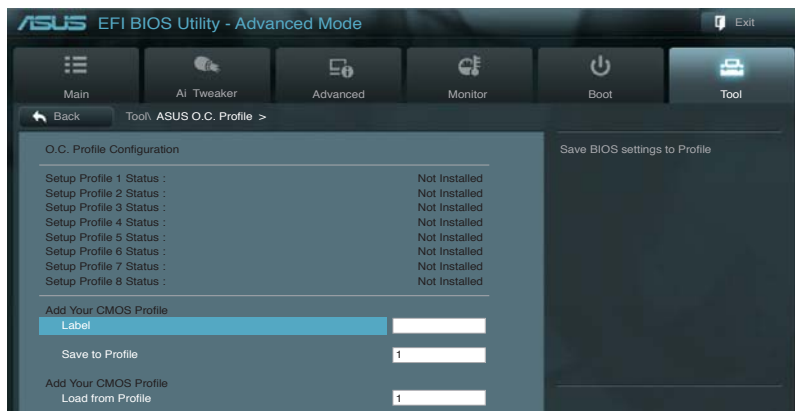 ASUS EFI BIOS Utility - Advanced Mode
Exit
Main
Ai Tweaker
Advanced
Monitor
Boot
Tool
Back
Tool\ ASUS O.C. Profile >
O.C. Profile Configuration
Save BIOS settings to Profile
Setup Profile 1 Status : Not Installed
Setup Profile 2 Status : Not Installed
Setup Profile 3 Status : Not Installed
Setup Profile 4 Status : Not Installed
Setup Profile 5 Status : Not Installed
Setup Profile 6 Status : Not Installed
Setup Profile 7 Status : Not Installed
Setup Profile 8 Status : Not Installed
Add Your CMOS Profile
Label
Save to Profile 1
Add Your CMOS Profile
Load from Profile 1